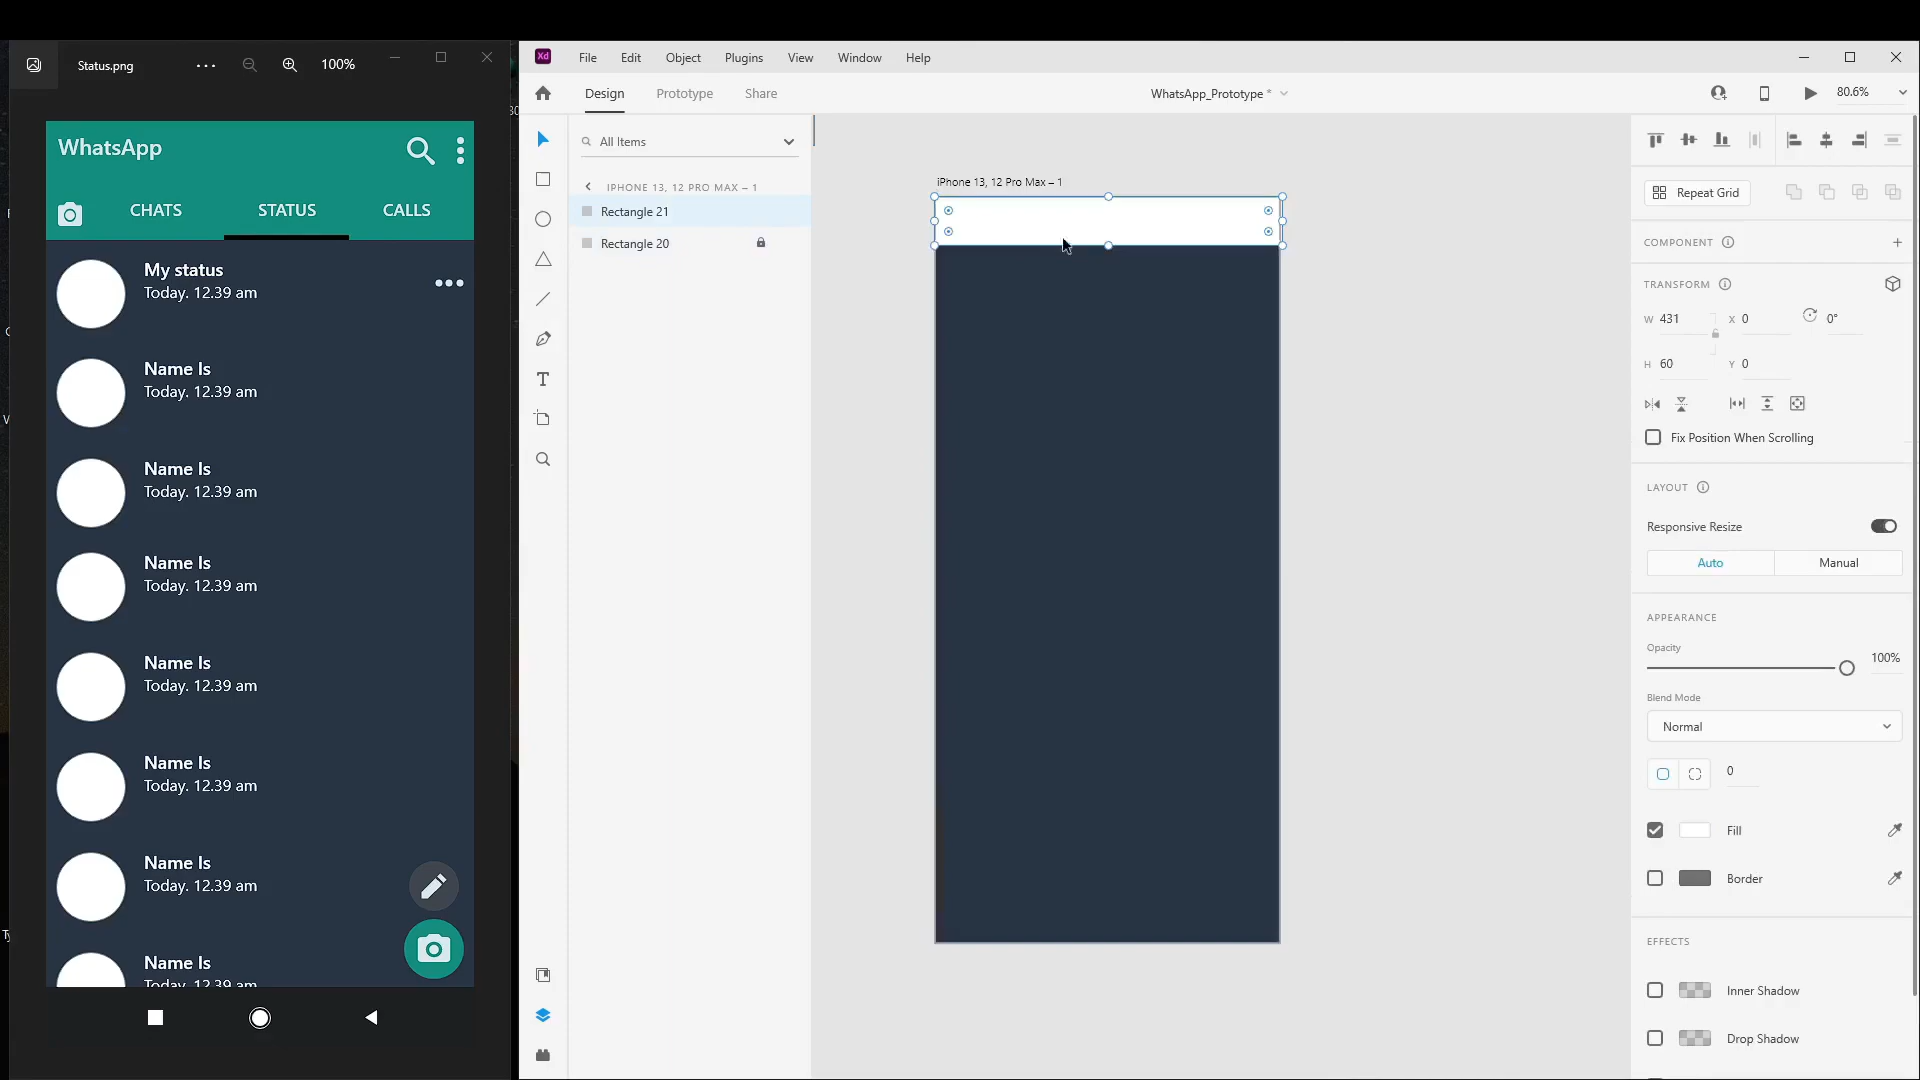 Status.png
100%
WhatsApp
CHATS
STATUS
CALLS
My status
Today. 12.39 am
Name Is
Today. 12.39 am
Name Is
Today. 12.39 am
Name Is
Today. 12.39 am
Name Is
Today. 12.39 am
Name Is
Today. 12.39 am
Name Is
Today. 12.39 am
Name Is
Today. 12.39 am
Xd
File Edit Object Plugins View Window Help
Design Prototype Share
WhatsApp_Prototype *
80.6%
All Items
IPHONE 13, 12 PRO MAX – 1
Rectangle 21
Rectangle 20
iPhone 13, 12 Pro Max – 1
Repeat Grid
COMPONENT
TRANSFORM
W 431 X 0 0°
H 60 Y 0
Fix Position When Scrolling
LAYOUT
Responsive Resize
Auto Manual
APPEARANCE
Opacity
100%
Blend Mode
Normal
0
Fill
Border
EFFECTS
Inner Shadow
Drop Shadow